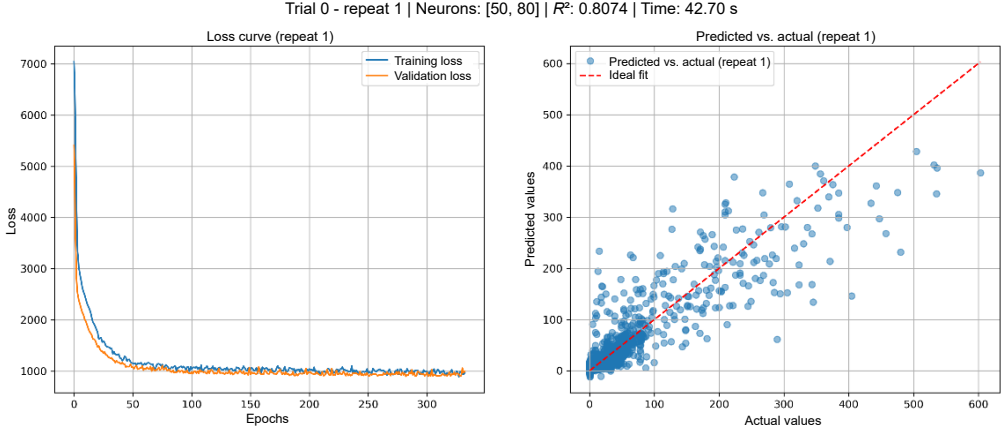 Trial 0 - repeat 1 | Neurons: [50, 80] | R²: 0.8074 | Time: 42.70 s
Loss curve (repeat 1)
7000
6000
5000
4000
3000
2000
1000
Loss
0
50
100
150
200
250
300
Epochs
Training loss
Validation loss
Predicted vs. actual (repeat 1)
600
500
400
300
200
100
0
Predicted values
0
100
200
300
400
500
600
Actual values
Predicted vs. actual (repeat 1)
Ideal fit